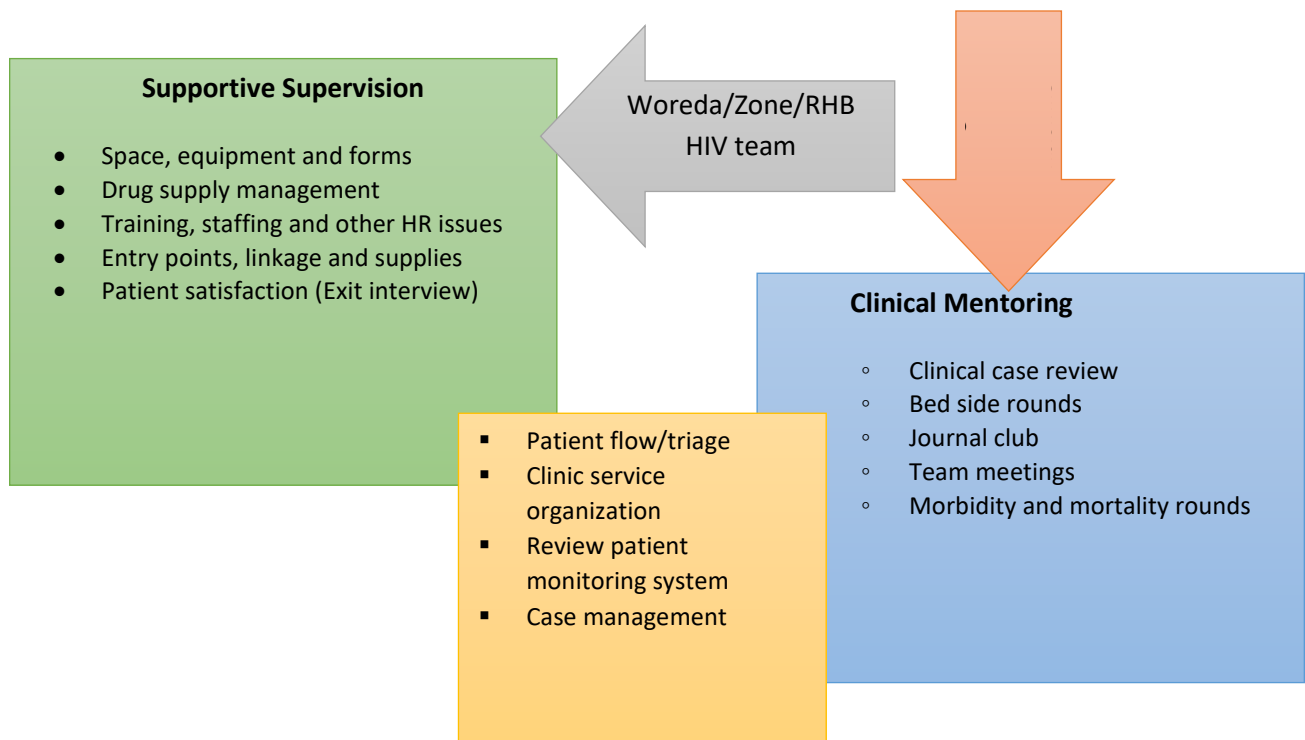 Supportive Supervision
• Space, equipment and forms
• Drug supply management
• Training, staffing and other HR issues
• Entry points, linkage and supplies
• Patient satisfaction (Exit interview)
Woreda/Zone/RHB
HIV team
Clinical Mentoring
◦ Clinical case review
◦ Bed side rounds
◦ Journal club
◦ Team meetings
◦ Morbidity and mortality rounds
▪ Patient flow/triage
▪ Clinic service
organization
▪ Review patient
monitoring system
▪ Case management